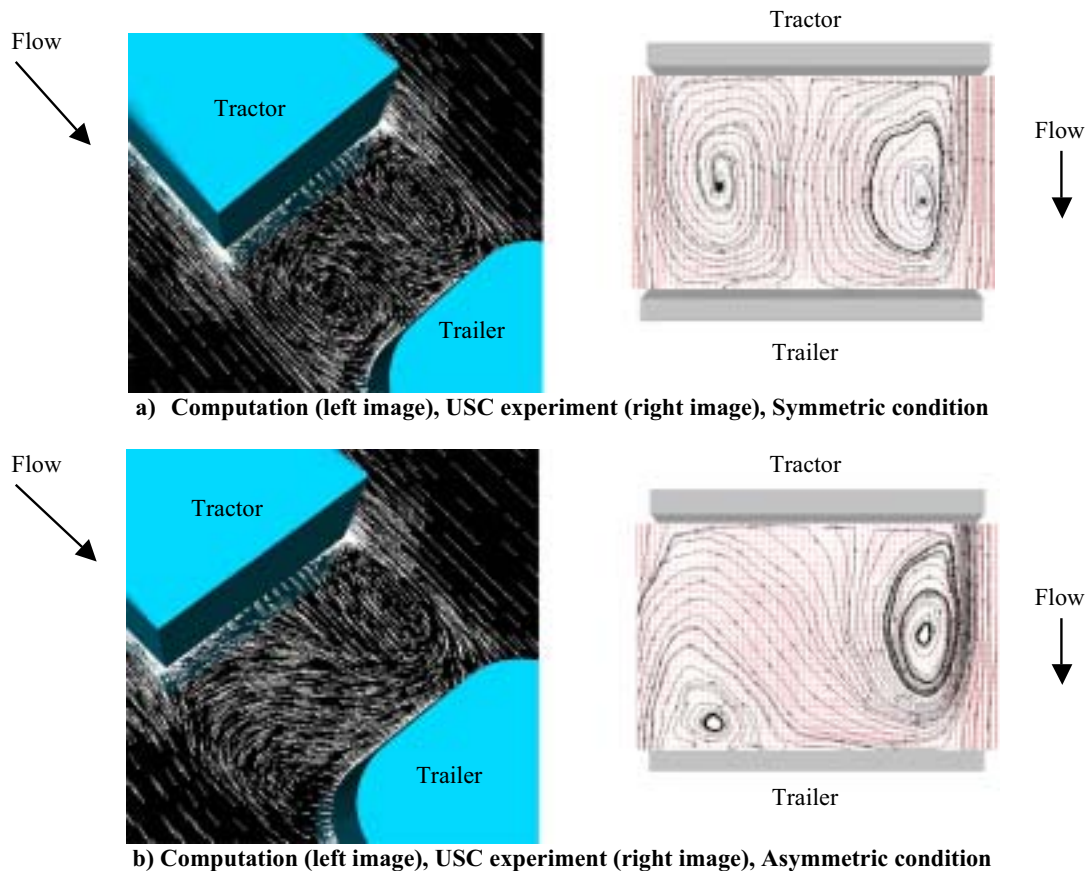 Flow
Tractor
Trailer
Tractor
Flow
Trailer
a) Computation (left image), USC experiment (right image), Symmetric condition
Flow
Tractor
Trailer
Tractor
Flow
Trailer
b) Computation (left image), USC experiment (right image), Asymmetric condition